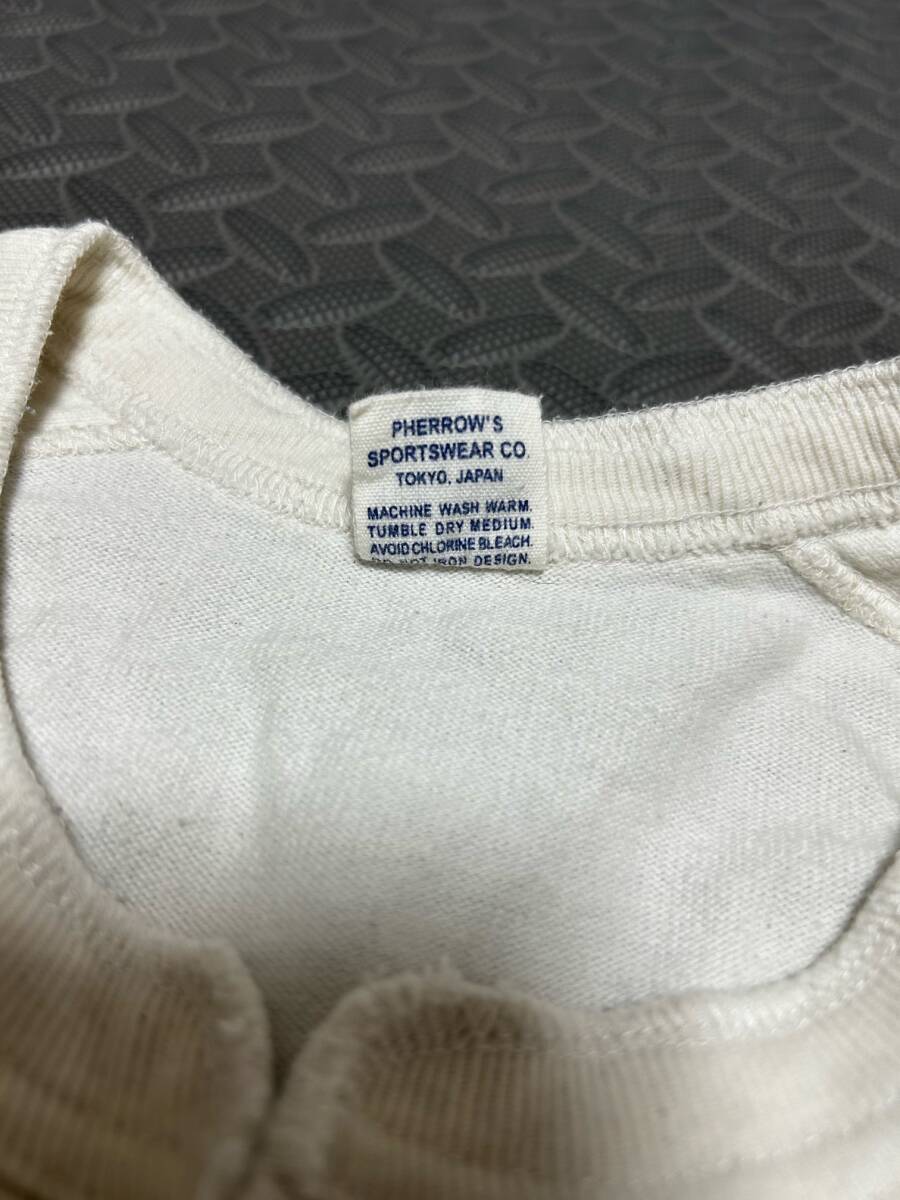 PHERROW'S
SPORTSWEAR CO.
TOKYO, JAPAN
MACHINE WASH WARM.
TUMBLE DRY MEDIUM.
AVOID CHLORINE BLEACH.
DO NOT IRON DESIGN.